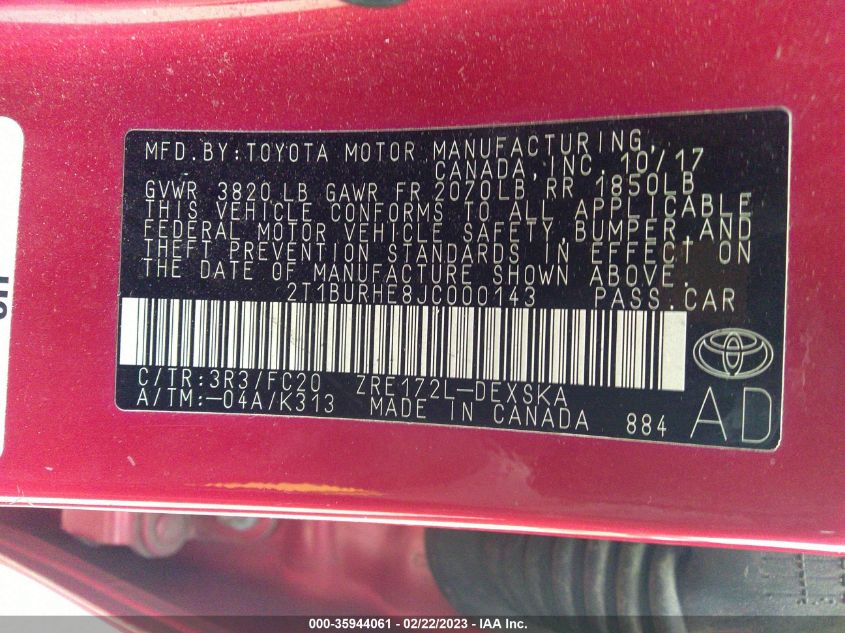 MFD.BY:TOYOTA MOTOR MANUFACTURING,
CANADA,INC. 10/17
GVWR 3820 LB GAWR FR 2070LB RR 1850LB
THIS VEHICLE CONFORMS TO ALL APPLICABLE
FEDERAL MOTOR VEHICLE SAFETY,BUMPER,AND
THEFT PREVENTION STANDARDS IN EFFECT ON
THE DATE OF MANUFACTURE SHOWN ABOVE.
2T1BURHE8JC000143 PASS.CAR
C/TR:3R3/FC20 ZRE172L-DEXSKA
A/TM:-04A/K313 MADE IN CANADA 884
AD
000-35944061 - 02/22/2023 - IAA Inc.